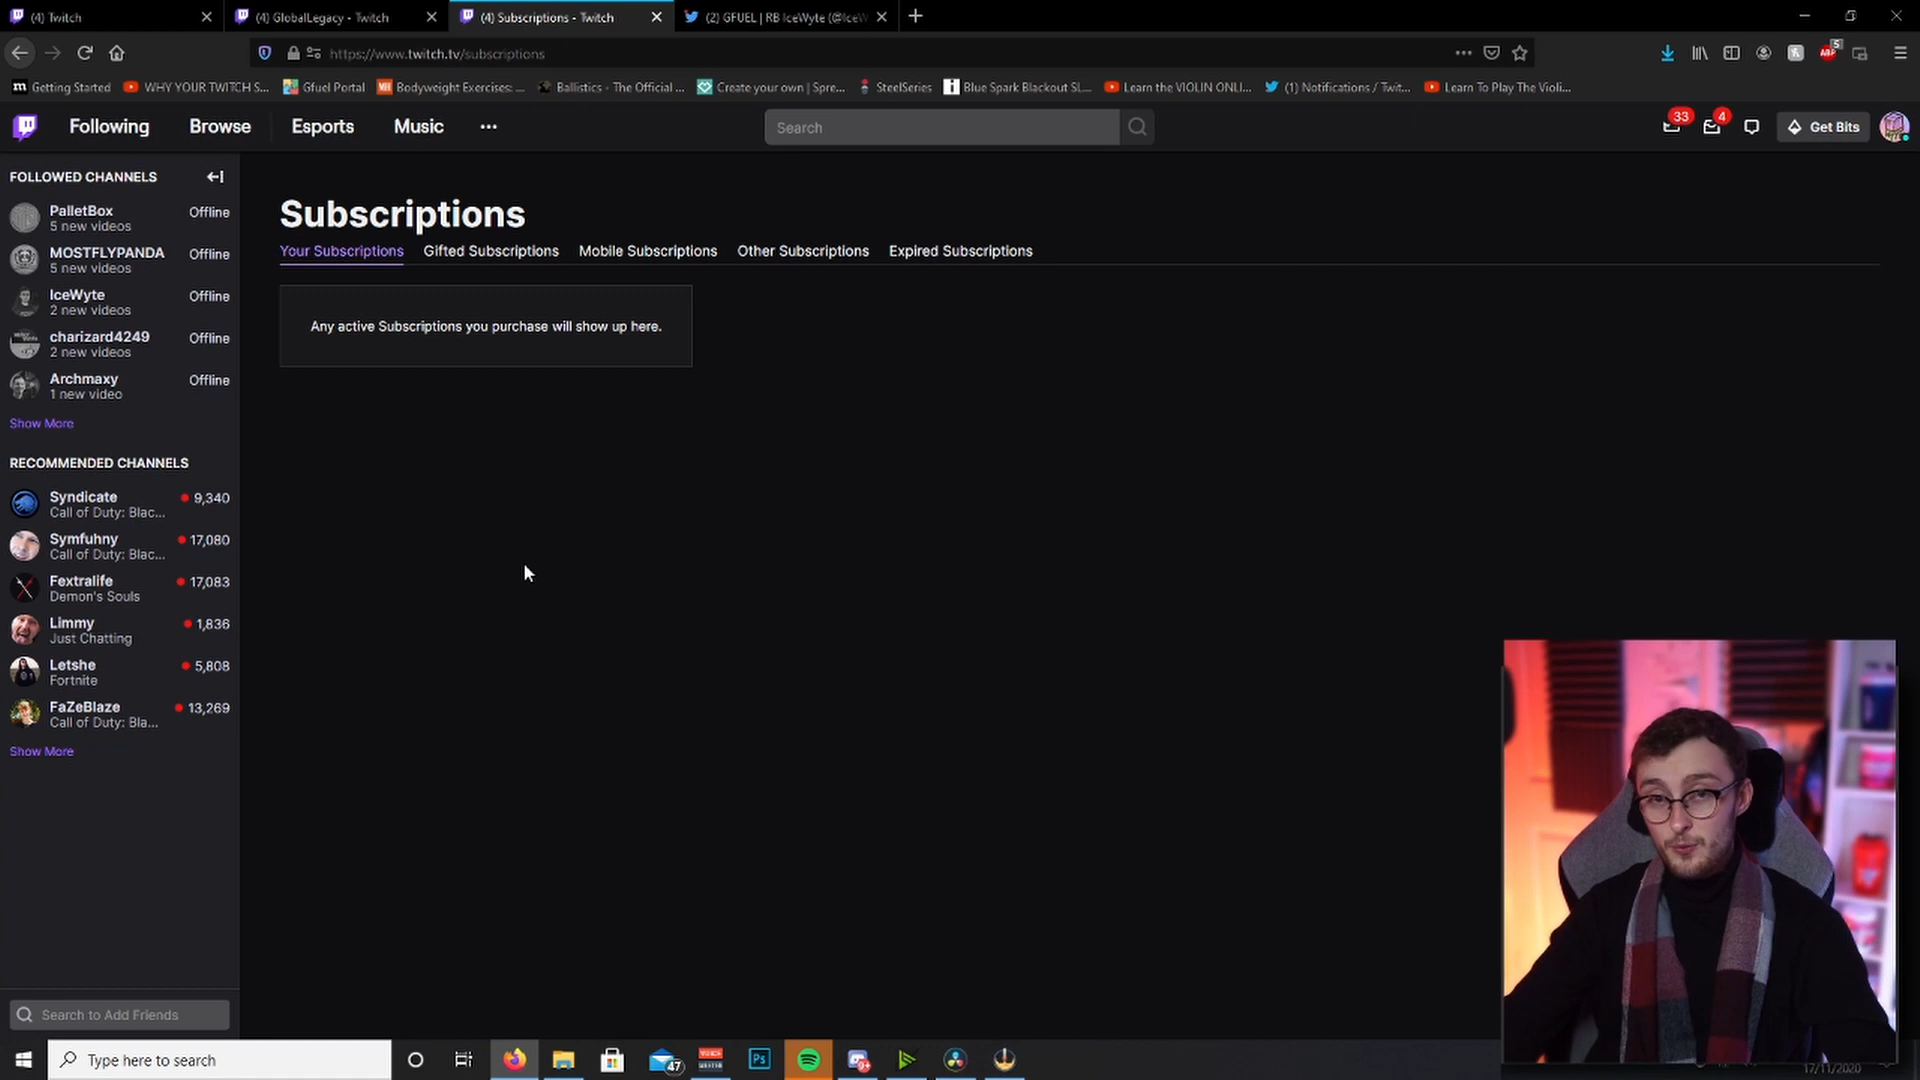 (4) Twitch
(4) GlobalLegacy - Twitch
(4) Subscriptions - Twitch
(2) GFUEL | RB IceWyte (@IceW
https://www.twitch.tv/subscriptions
5
Getting Started
WHY YOUR TWITCH S...
Gfuel Portal
Bodyweight Exercises: ...
Ballistics - The Official ...
Create your own | Spre...
SteelSeries
Blue Spark Blackout SL...
Learn the VIOLIN ONLI...
(1) Notifications / Twit...
Learn To Play The Violi...
Following
Browse
Esports
Music
Search
33
4
Get Bits
FOLLOWED CHANNELS
PalletBox
Offline
5 new videos
MOSTFLYPANDA
Offline
5 new videos
IceWyte
Offline
2 new videos
charizard4249
Offline
2 new videos
Archmaxy
Offline
1 new video
Show More
RECOMMENDED CHANNELS
Syndicate
9,340
Call of Duty: Blac...
Symfuhny
17,080
Call of Duty: Blac...
Fextralife
17,083
Demon's Souls
Limmy
1,836
Just Chatting
Letshe
5,808
Fortnite
FaZeBlaze
13,269
Call of Duty: Bla...
Show More
Search to Add Friends
Subscriptions
Your Subscriptions
Gifted Subscriptions
Mobile Subscriptions
Other Subscriptions
Expired Subscriptions
Any active Subscriptions you purchase will show up here.
Type here to search
47
Ps
17/11/2020